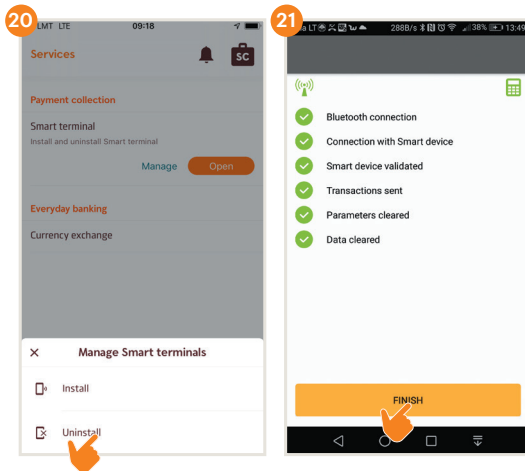 20
LMT LTE 09:18
Services
SC
Payment collection
Smart terminal
Install and uninstall Smart terminal
Manage Open
Everyday banking
Currency exchange
Manage Smart terminals
Install
Uninstall
21
a LT 288B/s 38% 13:49
Bluetooth connection
Connection with Smart device
Smart device validated
Transactions sent
Parameters cleared
Data cleared
FINISH